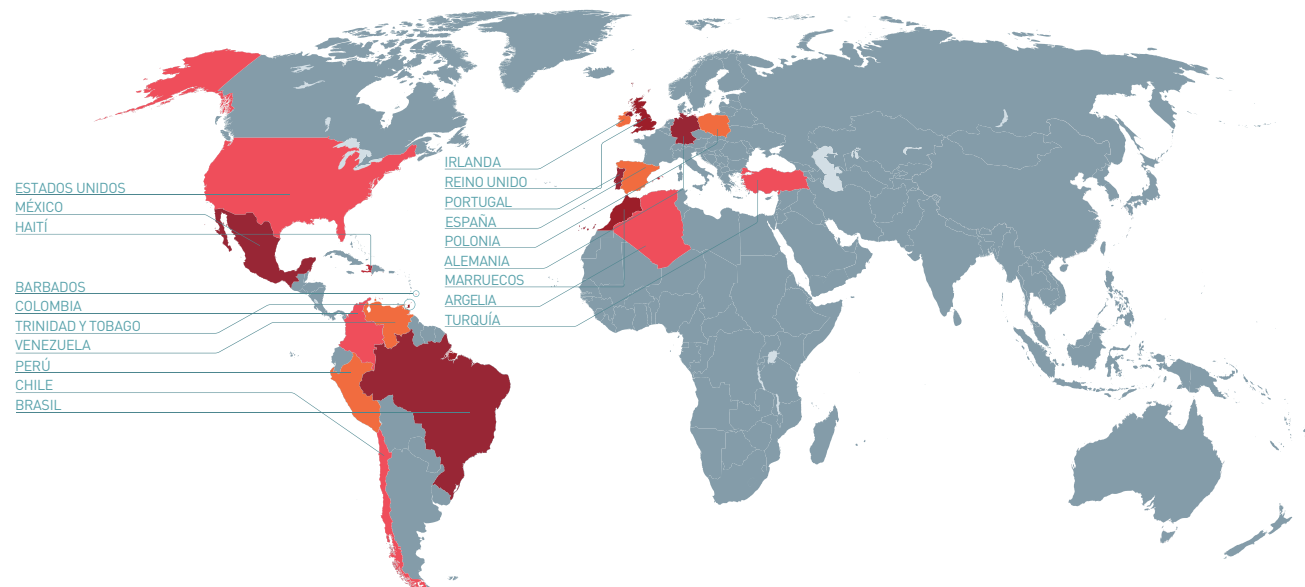 ESTADOS UNIDOS
MÉXICO
HAITÍ
BARBADOS
COLOMBIA
TRINIDAD Y TOBAGO
VENEZUELA
PERÚ
CHILE
BRASIL
IRLANDA
REINO UNIDO
PORTUGAL
ESPAÑA
POLONIA
ALEMANIA
MARRUECOS
ARGELIA
TURQUÍA